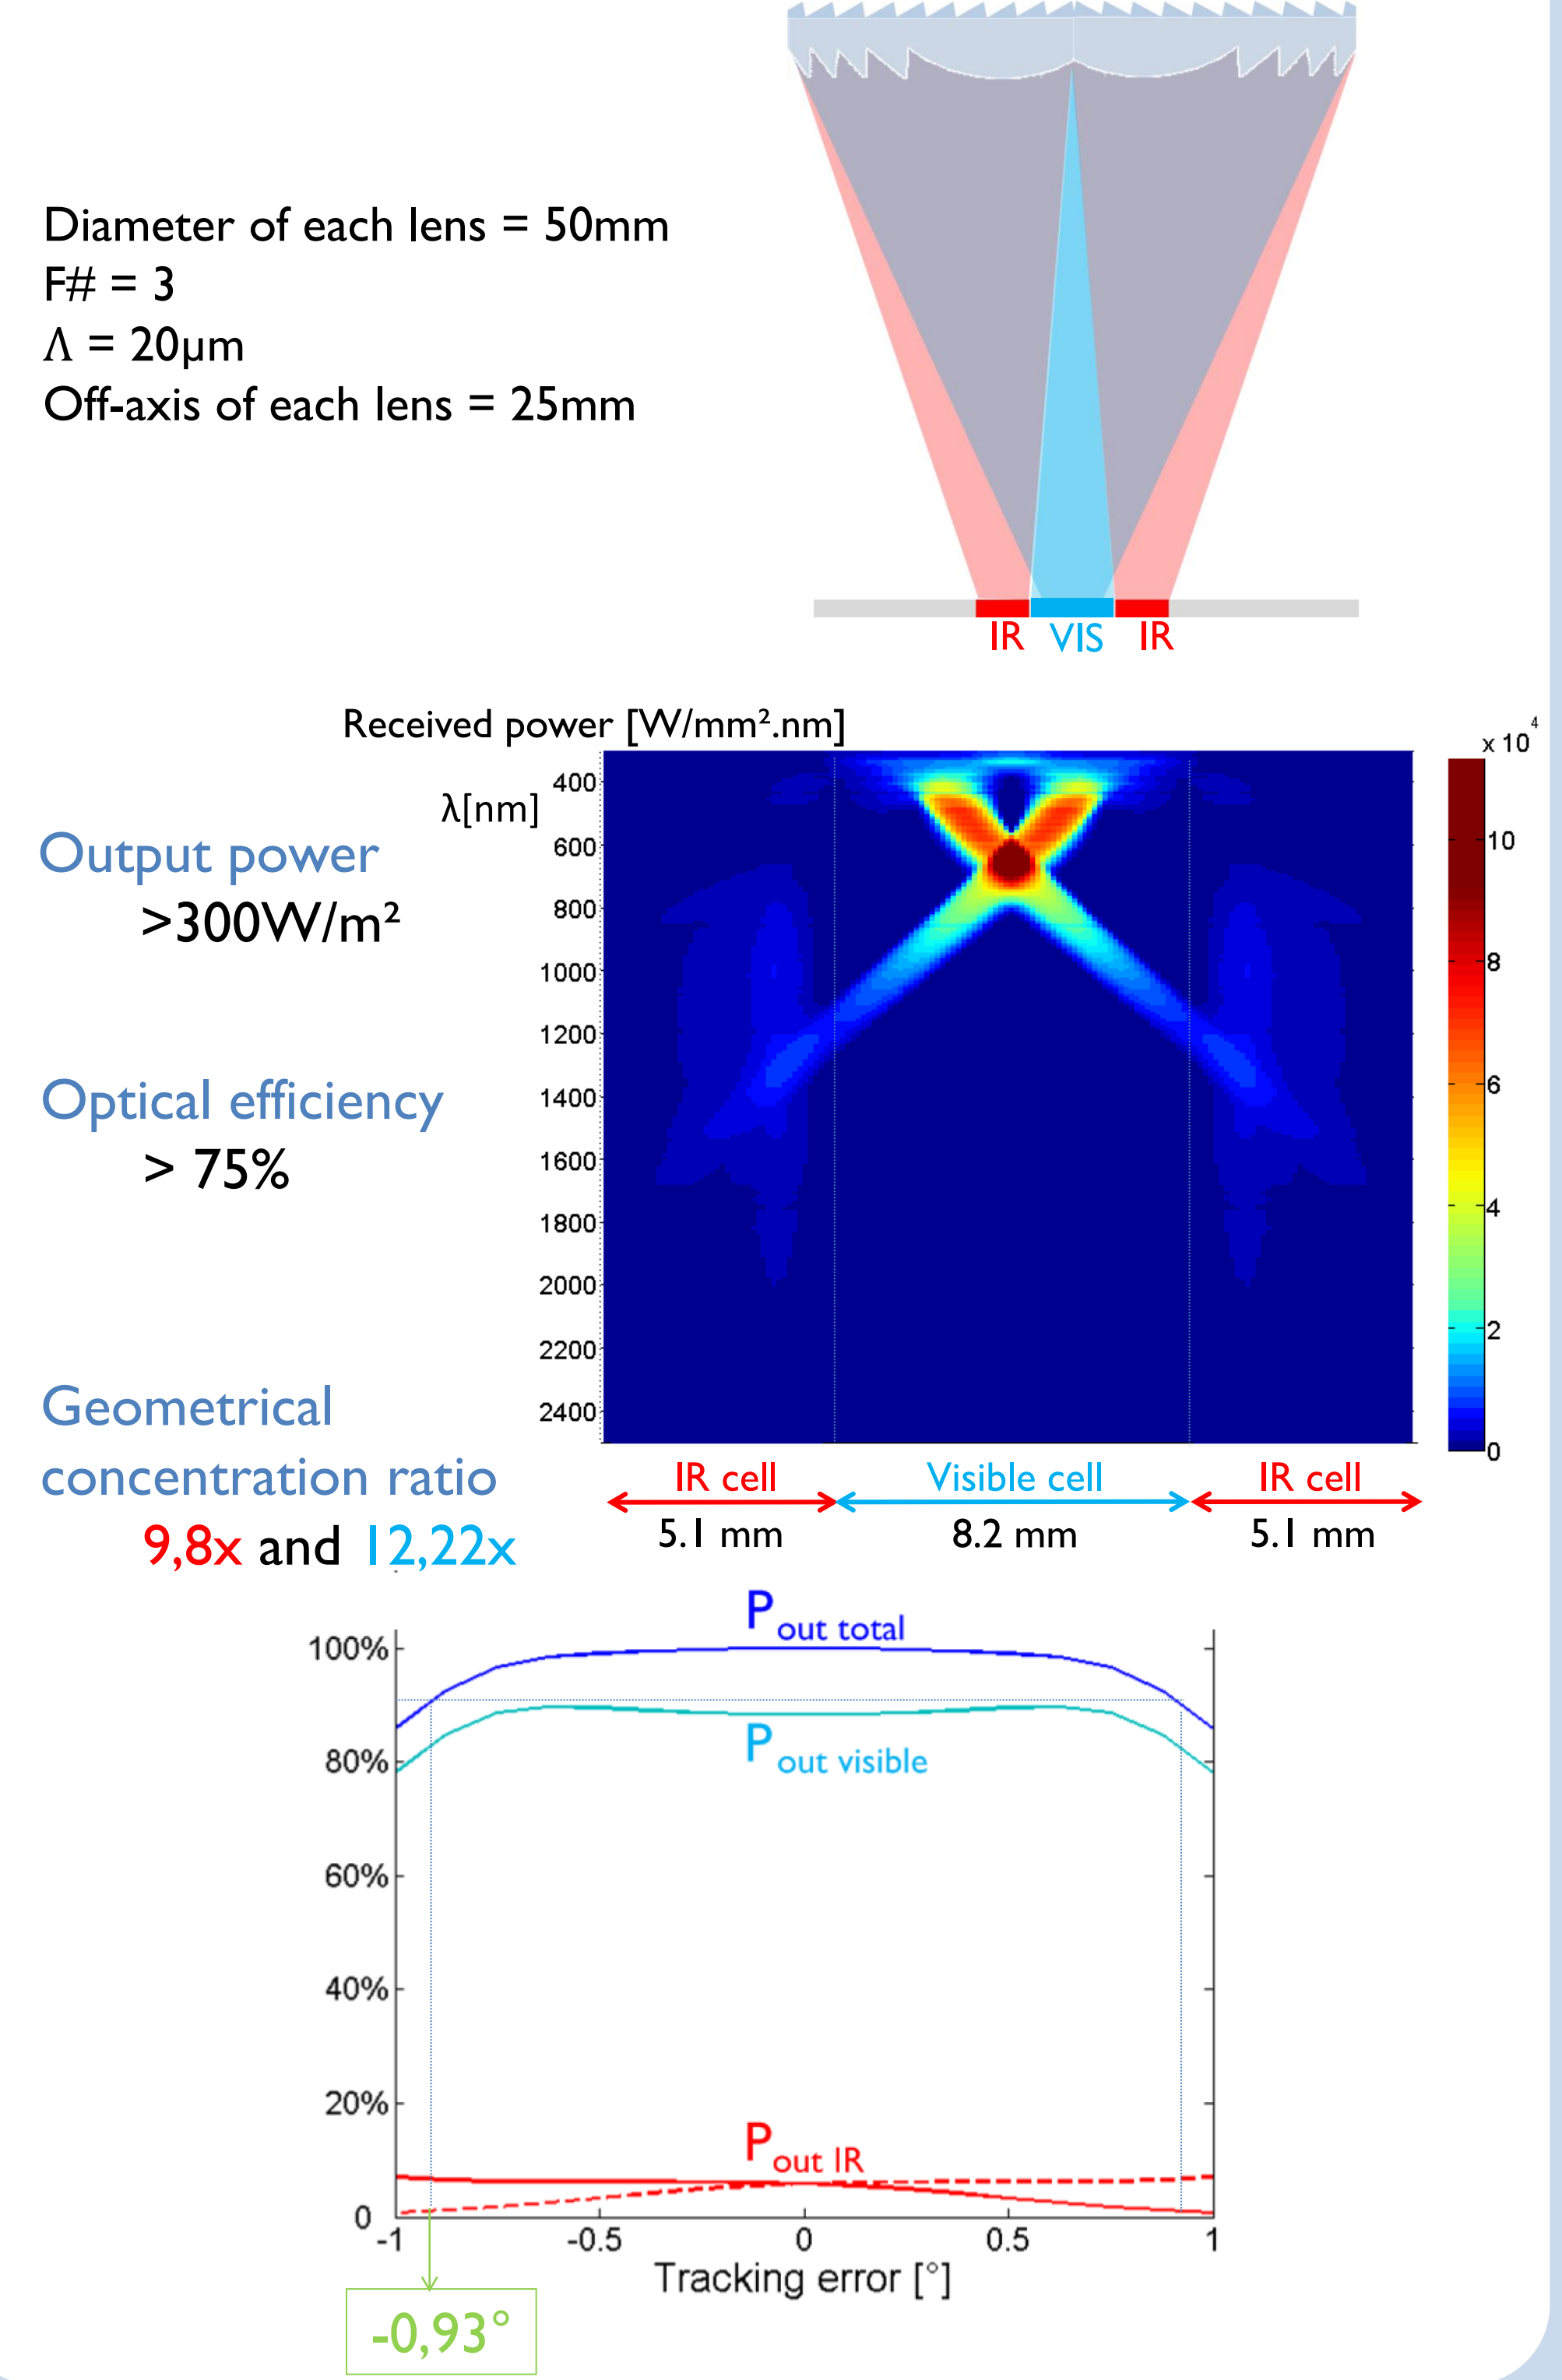 Diameter of each lens = 50mm
F# = 3
Λ = 20μm
Off-axis of each lens = 25mm
IR VIS IR
Received power [W/mm².nm]
x 10⁴
λ[nm]
400
600
800
1000
1200
1400
1600
1800
2000
2200
2400
10
8
6
4
2
0
Output power
>300W/m²
Optical efficiency
> 75%
Geometrical
concentration ratio
9,8x and 12,22x
IR cell Visible cell IR cell
5.1 mm 8.2 mm 5.1 mm
P out total
100%
P out visible
80%
60%
40%
20%
P out IR
0
-1 -0.5 0 0.5 1
Tracking error [°]
-0,93°